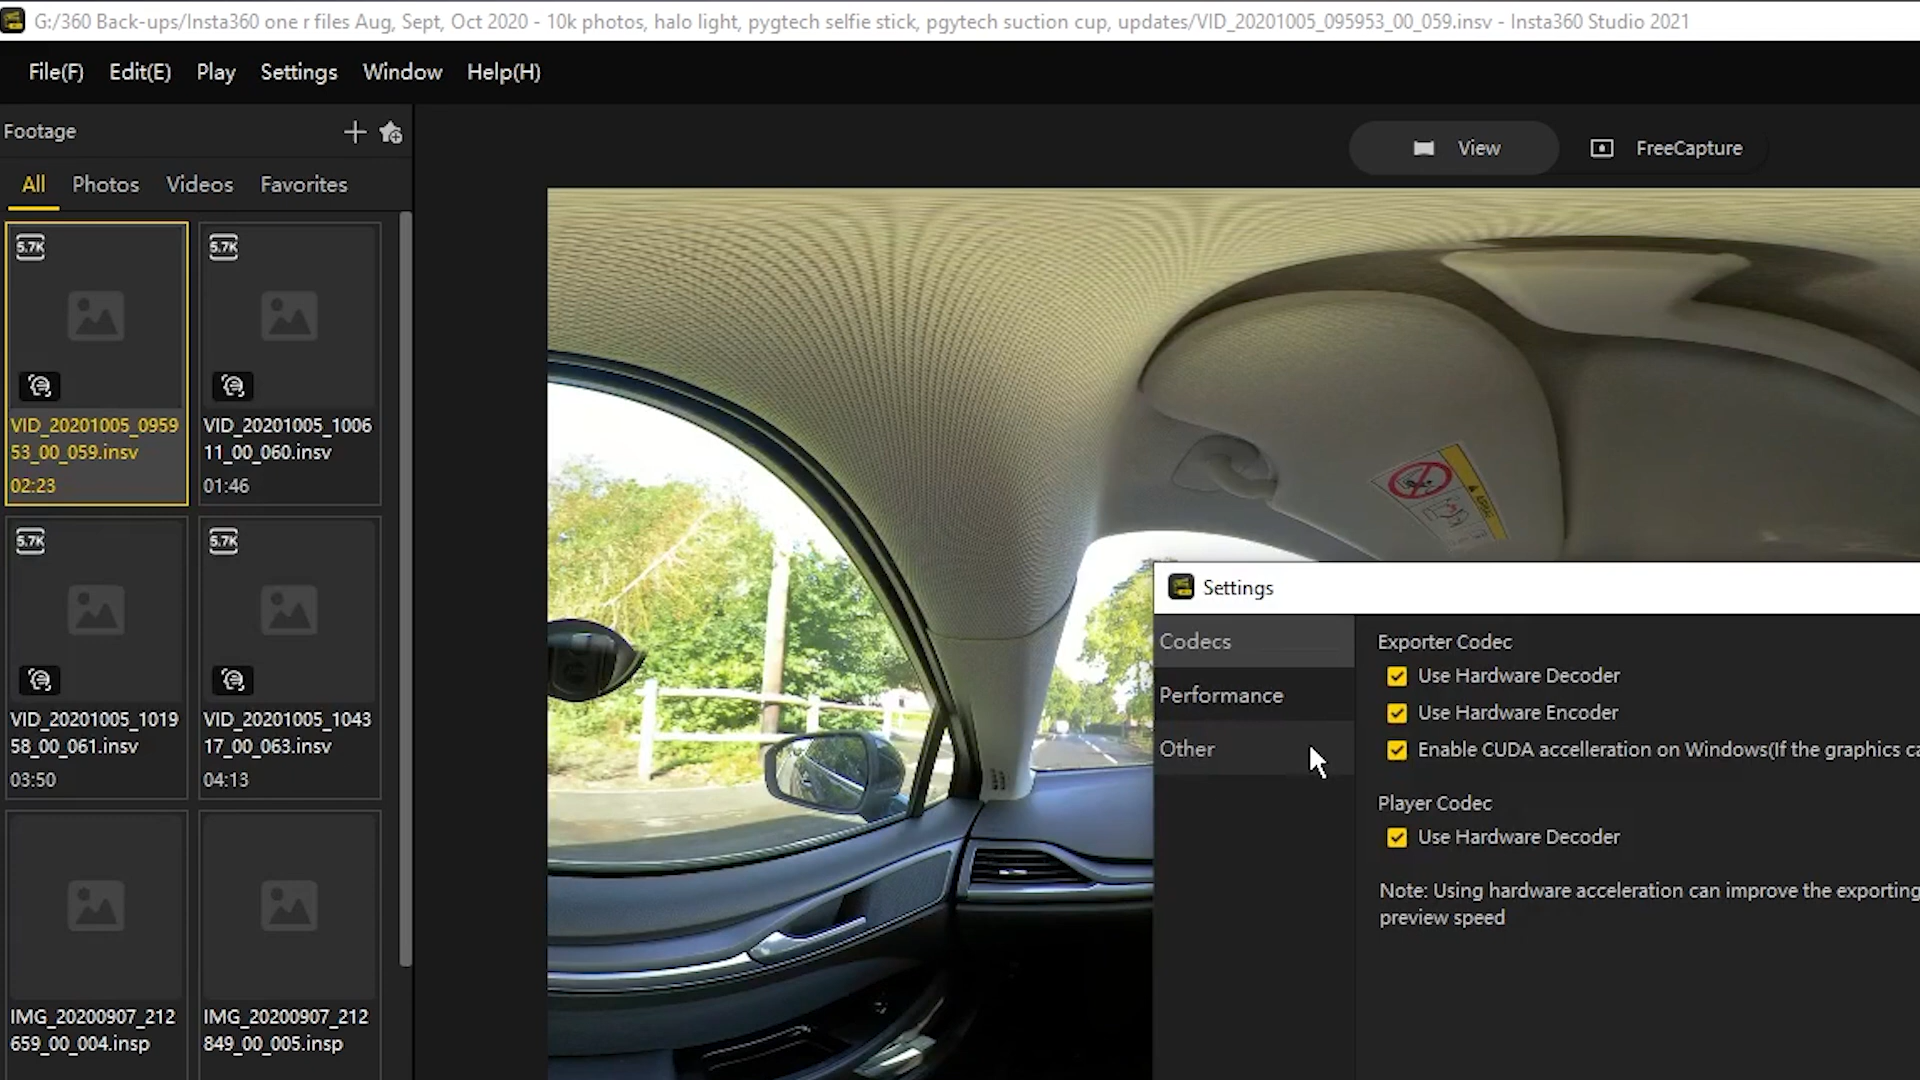 G:/360 Back-ups/Insta360 one r files Aug, Sept, Oct 2020 - 10k photos, halo light, pygtech selfie stick, pgytech suction cup, updates/VID_20201005_095953_00_059.insv - Insta360 Studio 2021
File(F) Edit(E) Play Settings Window Help(H)
Footage
View FreeCapture
All Photos Videos Favorites
5.7K 5.7K
VID_20201005_0959 VID_20201005_1006
53_00_059.insv 11_00_060.insv
02:23 01:46
5.7K 5.7K
VID_20201005_1019 VID_20201005_1043
58_00_061.insv 17_00_063.insv
03:50 04:13
IMG_20200907_212 IMG_20200907_212
659_00_004.insp 849_00_005.insp
AIRBAG
Settings
Codecs
Performance
Other
Exporter Codec
Use Hardware Decoder
Use Hardware Encoder
Enable CUDA accelleration on Windows(If the graphics ca
Player Codec
Use Hardware Decoder
Note: Using hardware acceleration can improve the exporting
preview speed